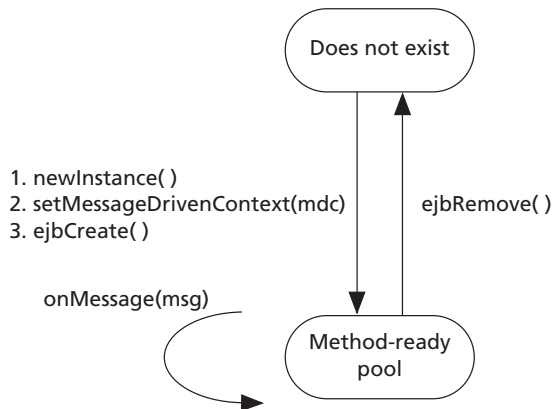 Does not exist
1. newInstance( )
2. setMessageDrivenContext(mdc)
3. ejbCreate( )
ejbRemove( )
onMessage(msg)
Method-ready
pool